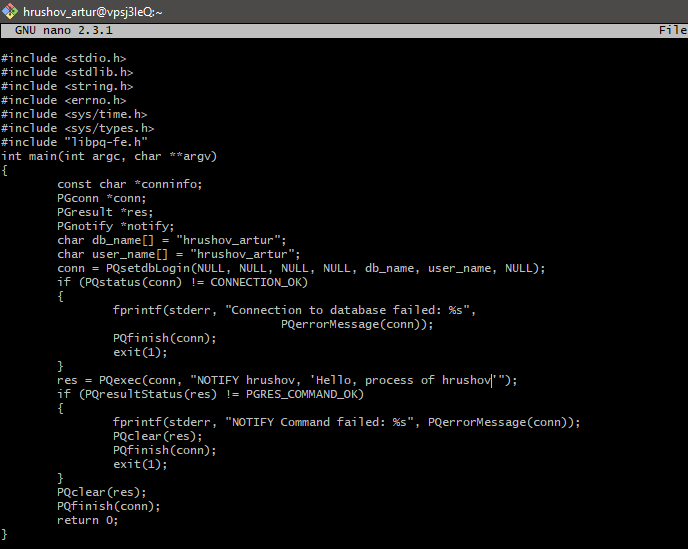 hrushov_artur@vpsj3leQ:~
GNU nano 2.3.1 File
#include <stdio.h>
#include <stdlib.h>
#include <string.h>
#include <errno.h>
#include <sys/time.h>
#include <sys/types.h>
#include "libpq-fe.h"
int main(int argc, char **argv)
{
        const char *conninfo;
        PGconn *conn;
        PGresult *res;
        PGnotify *notify;
        char db_name[] = "hrushov_artur";
        char user_name[] = "hrushov_artur";
        conn = PQsetdbLogin(NULL, NULL, NULL, NULL, db_name, user_name, NULL);
        if (PQstatus(conn) != CONNECTION_OK)
        {
                fprintf(stderr, "Connection to database failed: %s",
                                        PQerrorMessage(conn));
                PQfinish(conn);
                exit(1);
        }
        res = PQexec(conn, "NOTIFY hrushov, 'Hello, process of hrushov'");
        if (PQresultStatus(res) != PGRES_COMMAND_OK)
        {
                fprintf(stderr, "NOTIFY Command failed: %s", PQerrorMessage(conn));
                PQclear(res);
                PQfinish(conn);
                exit(1);
        }
        PQclear(res);
        PQfinish(conn);
        return 0;
}